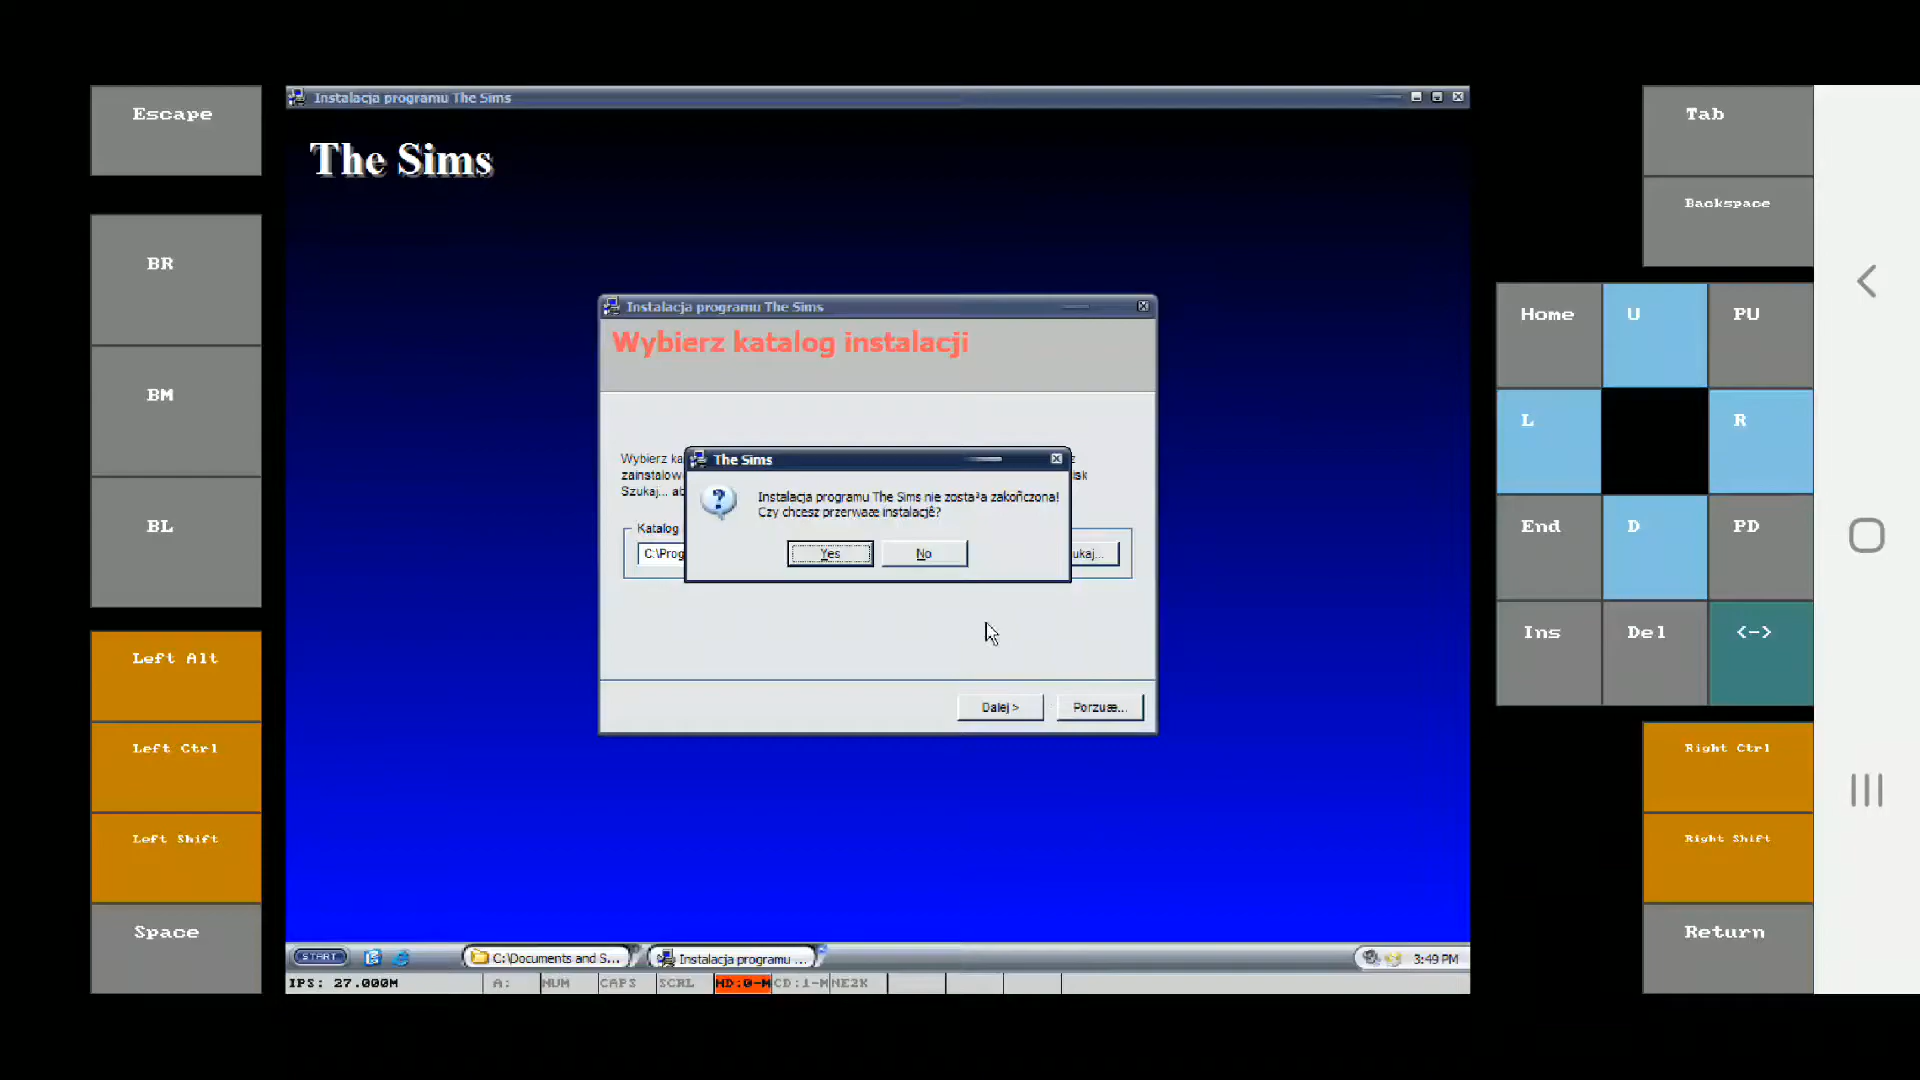 Escape
BR
BM
BL
Left Alt
Left Ctrl
Left Shift
Space
Instalacja programu The Sims
The Sims
Instalacja programu The Sims
Wybierz katalog instalacji
Wybierz ka
zainstalow
isk
Szukaj... ab
Katalog
C:\Prog
ukaj...
The Sims
Instalacja programu The Sims nie zosta³a zakończona!
Czy chcesz przerwaæ instalacjê?
Yes
No
Dalej >
Porzuæ...
START
C:\Documents and S...
Instalacja programu ...
3:49 PM
IPS: 27.000M
A:
NUM
CAPS
SCRL
HD:0-M
CD:1-M
NE2K
Tab
Backspace
Home
U
PU
L
R
End
D
PD
Ins
Del
<->
Right Ctrl
Right Shift
Return